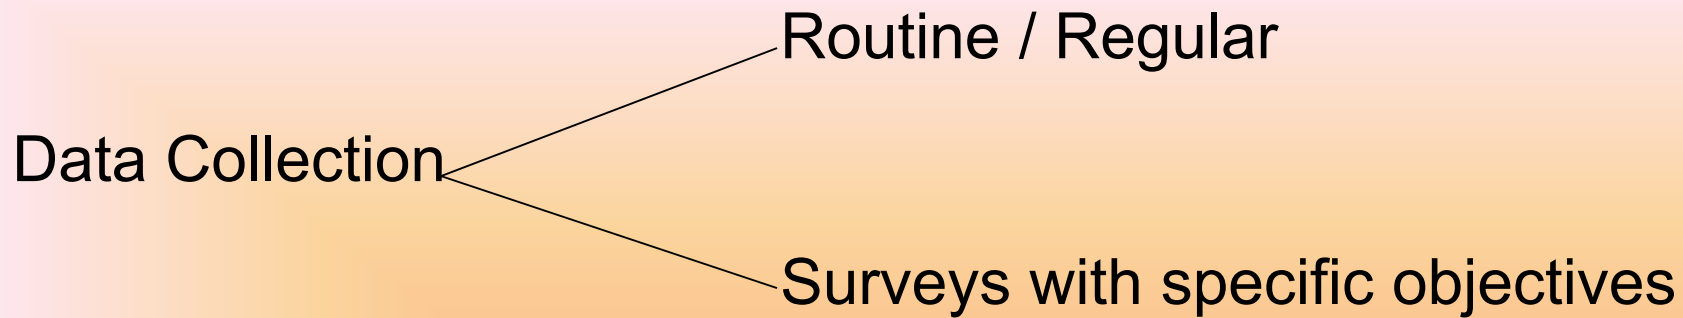 Routine / Regular
Data Collection
Surveys with specific objectives